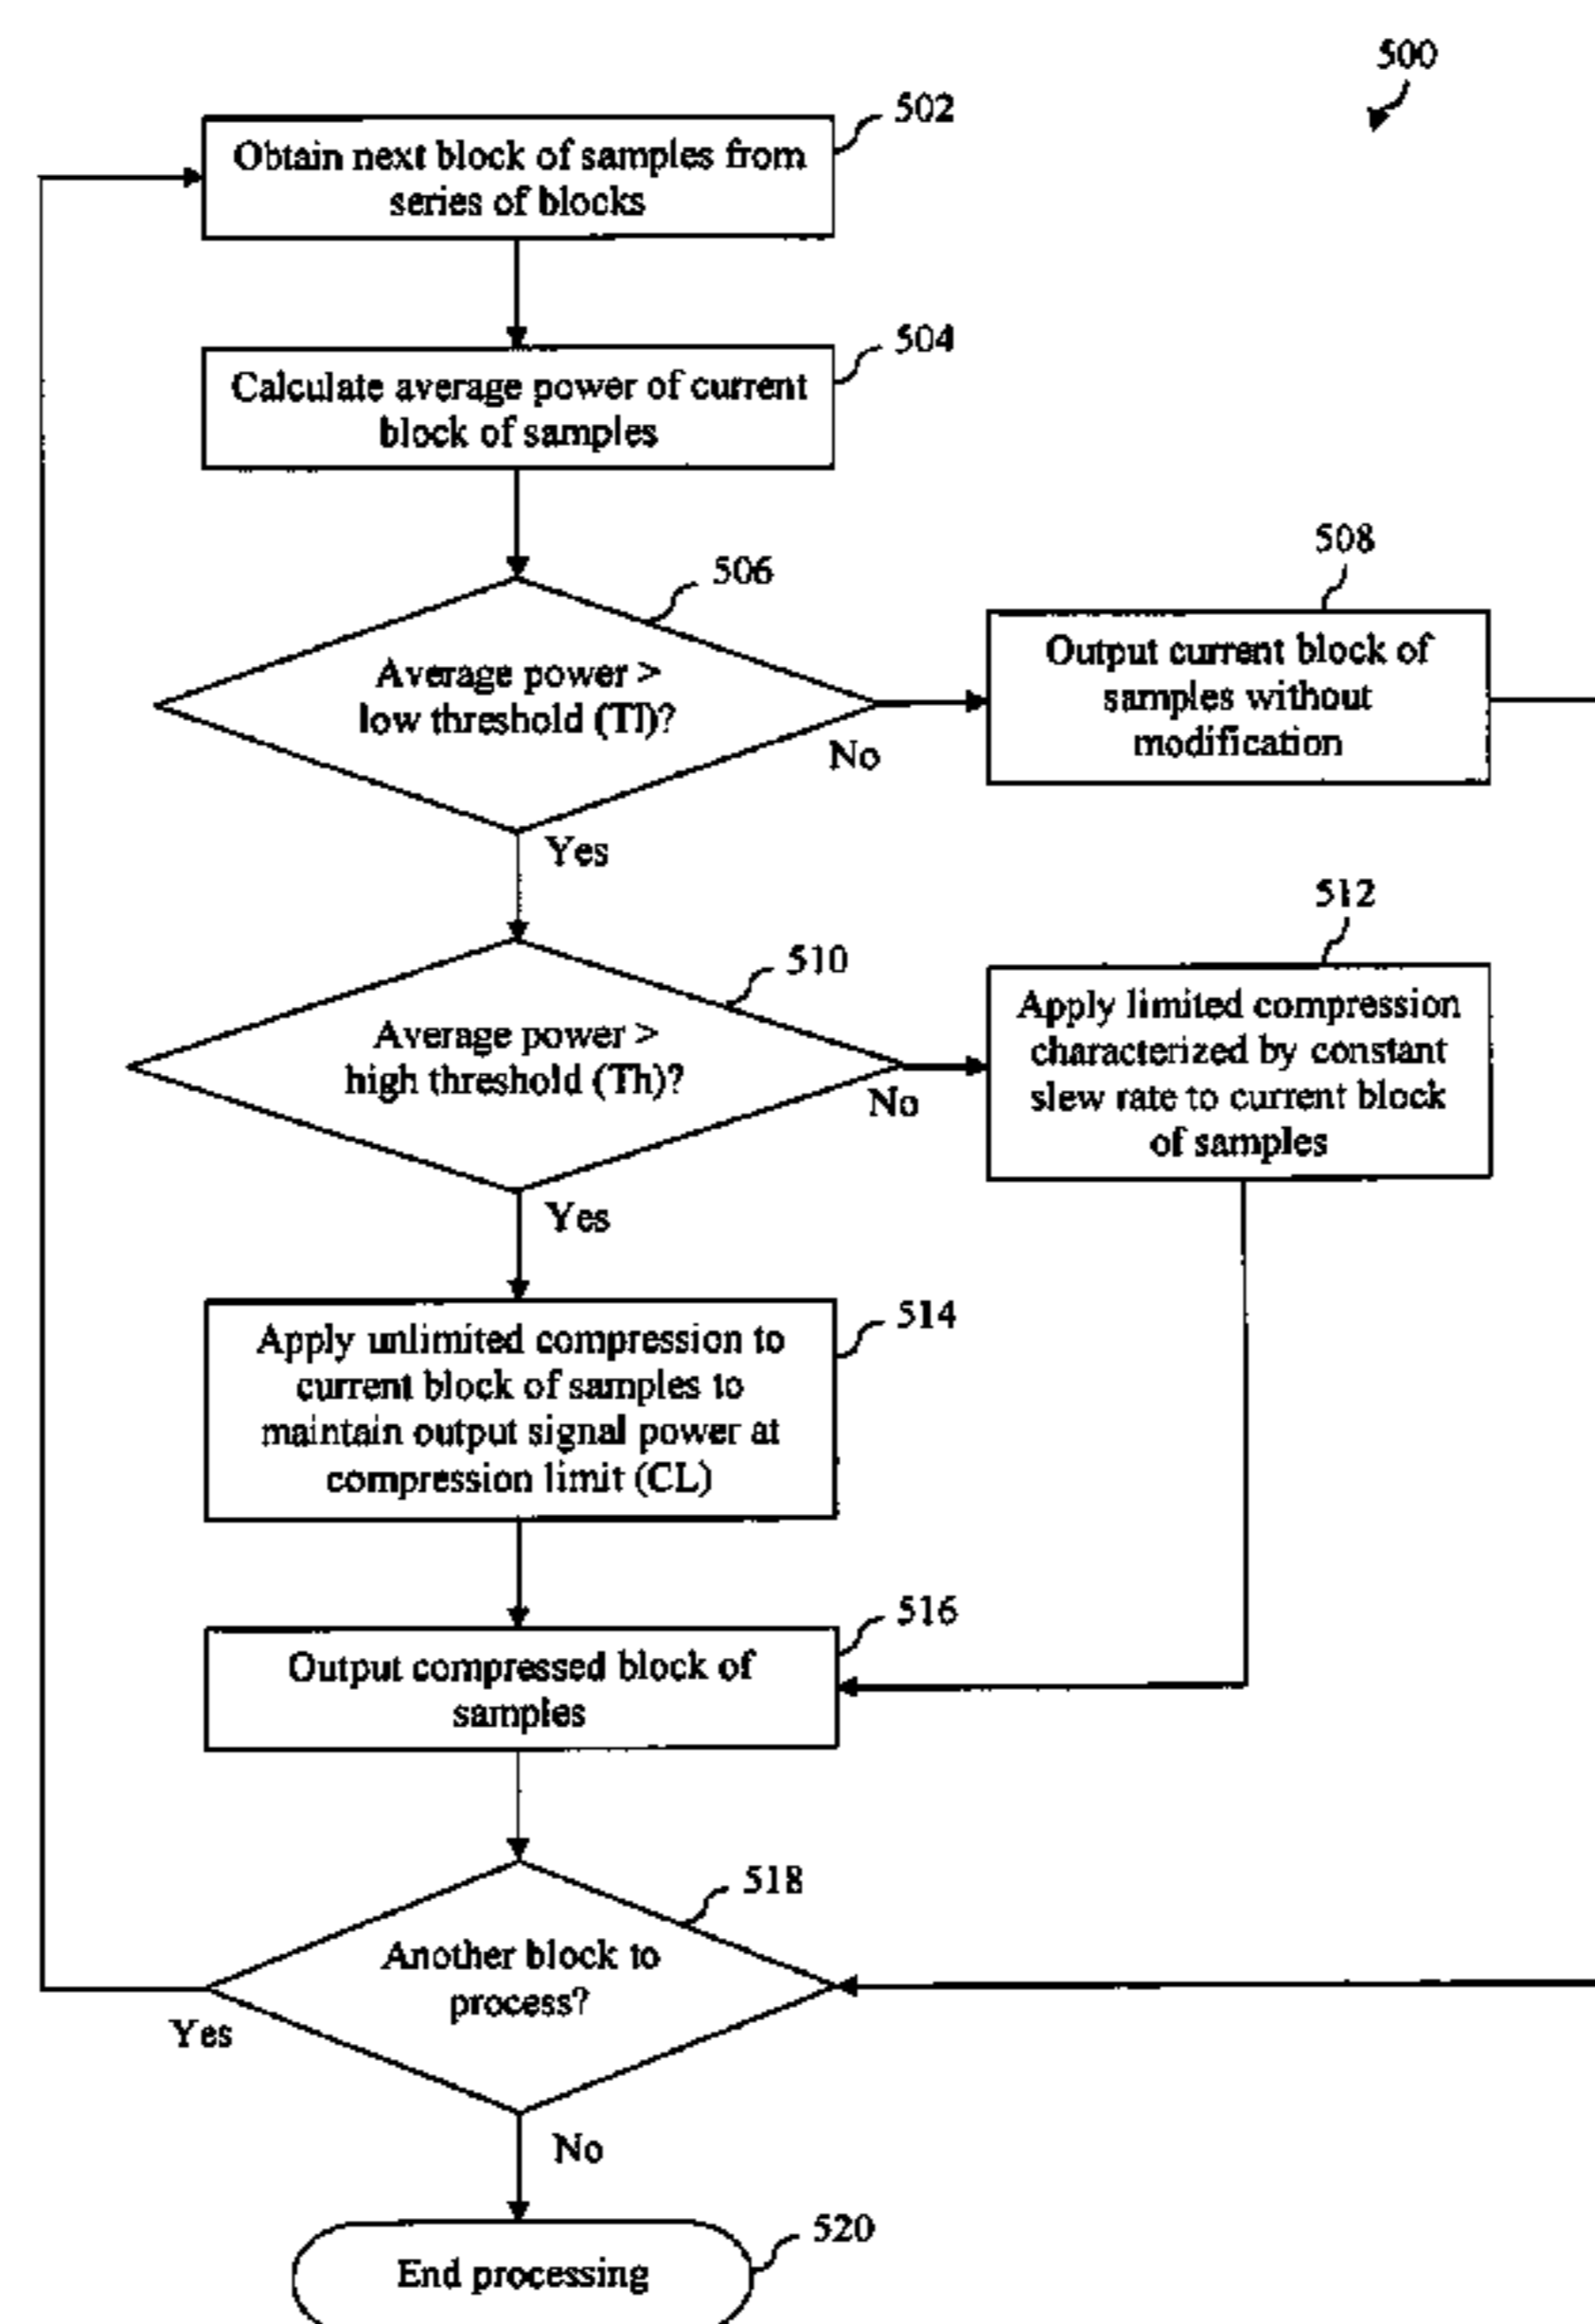 500
502
Obtain next block of samples from
series of blocks
504
Calculate average power of current
block of samples
506
Average power >
low threshold (Tl)?
No
Yes
508
Output current block of
samples without
modification
510
Average power >
high threshold (Th)?
No
Yes
512
Apply limited compression
characterized by constant
slew rate to current block
of samples
514
Apply unlimited compression to
current block of samples to
maintain output signal power at
compression limit (CL)
516
Output compressed block of
samples
518
Another block to
process?
Yes
No
520
End processing